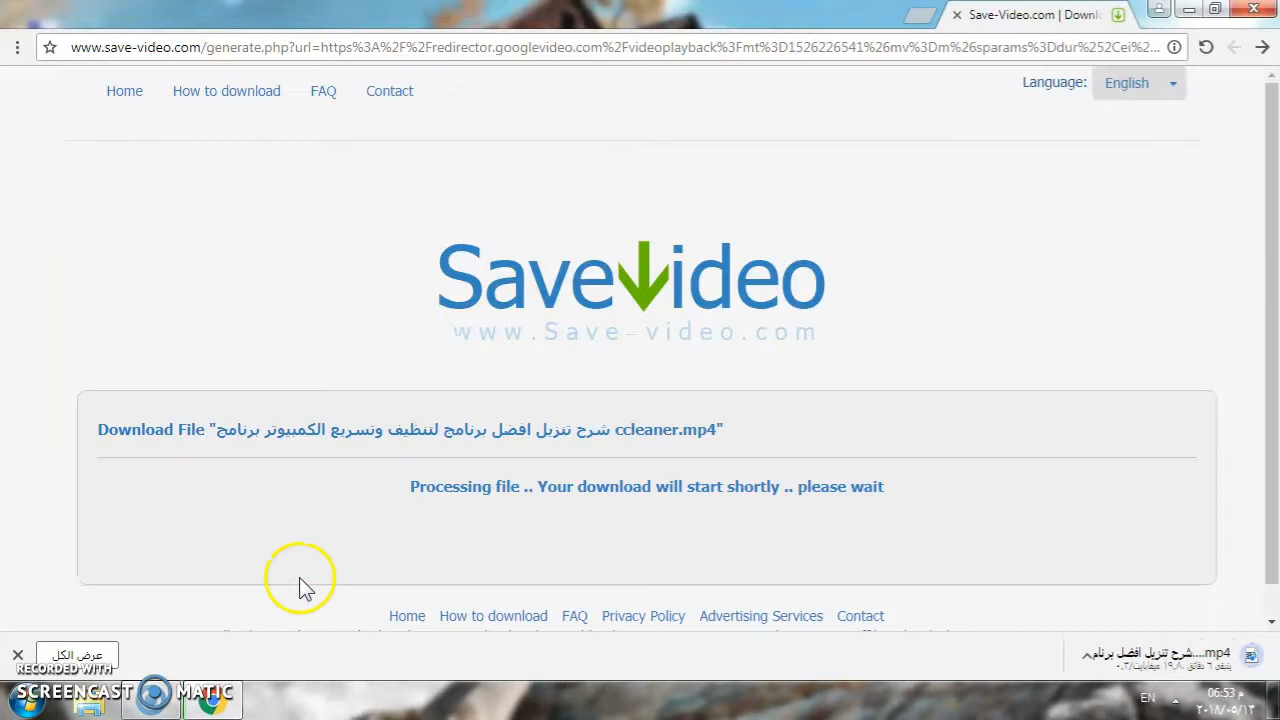 Save-Video.com | Downl
www.save-video.com/generate.php?url=https%3A%2F%2Fredirector.googlevideo.com%2Fvideoplayback%3Fmt%3D1526226541%26mv%3Dm%26sparams%3Ddur%252Cei%2...
Home How to download FAQ Contact
Language: English
SaveVideo
www.Save-video.com
Download File "شرح تنزيل افضل برنامج لتنظيف وتسريع الكمبيوتر برنامج ccleaner.mp4"
Processing file .. Your download will start shortly .. please wait
Home How to download FAQ Privacy Policy Advertising Services Contact
عرض الكل
شرح تنزيل افضل برنام....mp4
RECORDED WITH
SCREENCAST MATIC
EN
06:53 م
٢٠١٨/٠٥/١٣